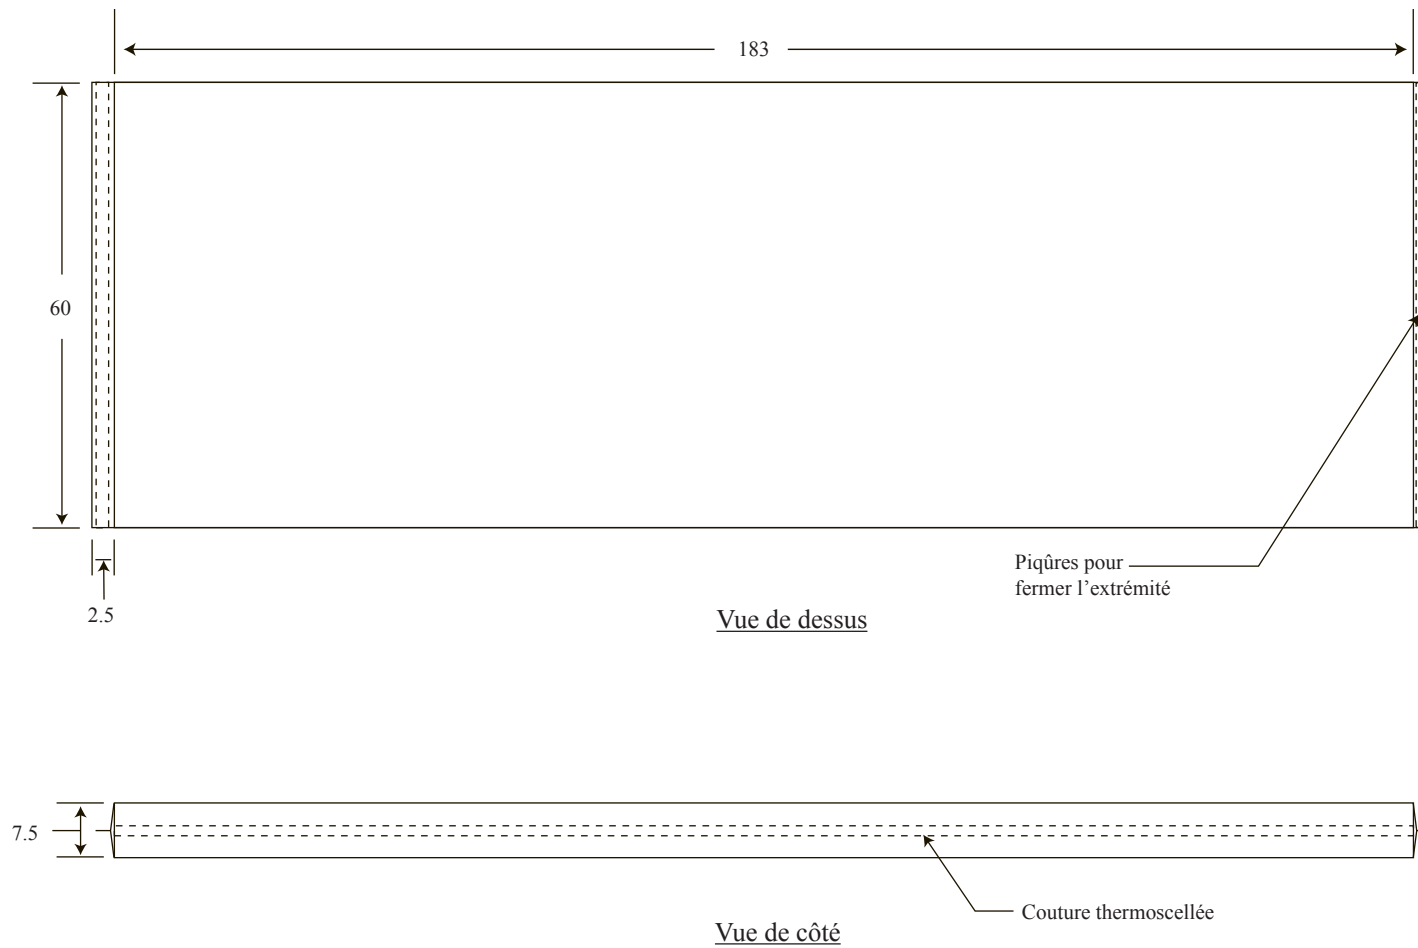 183
60
Piqûres pour
fermer l’extrémité
2.5
Vue de dessus
7.5
Couture thermoscellée
Vue de côté